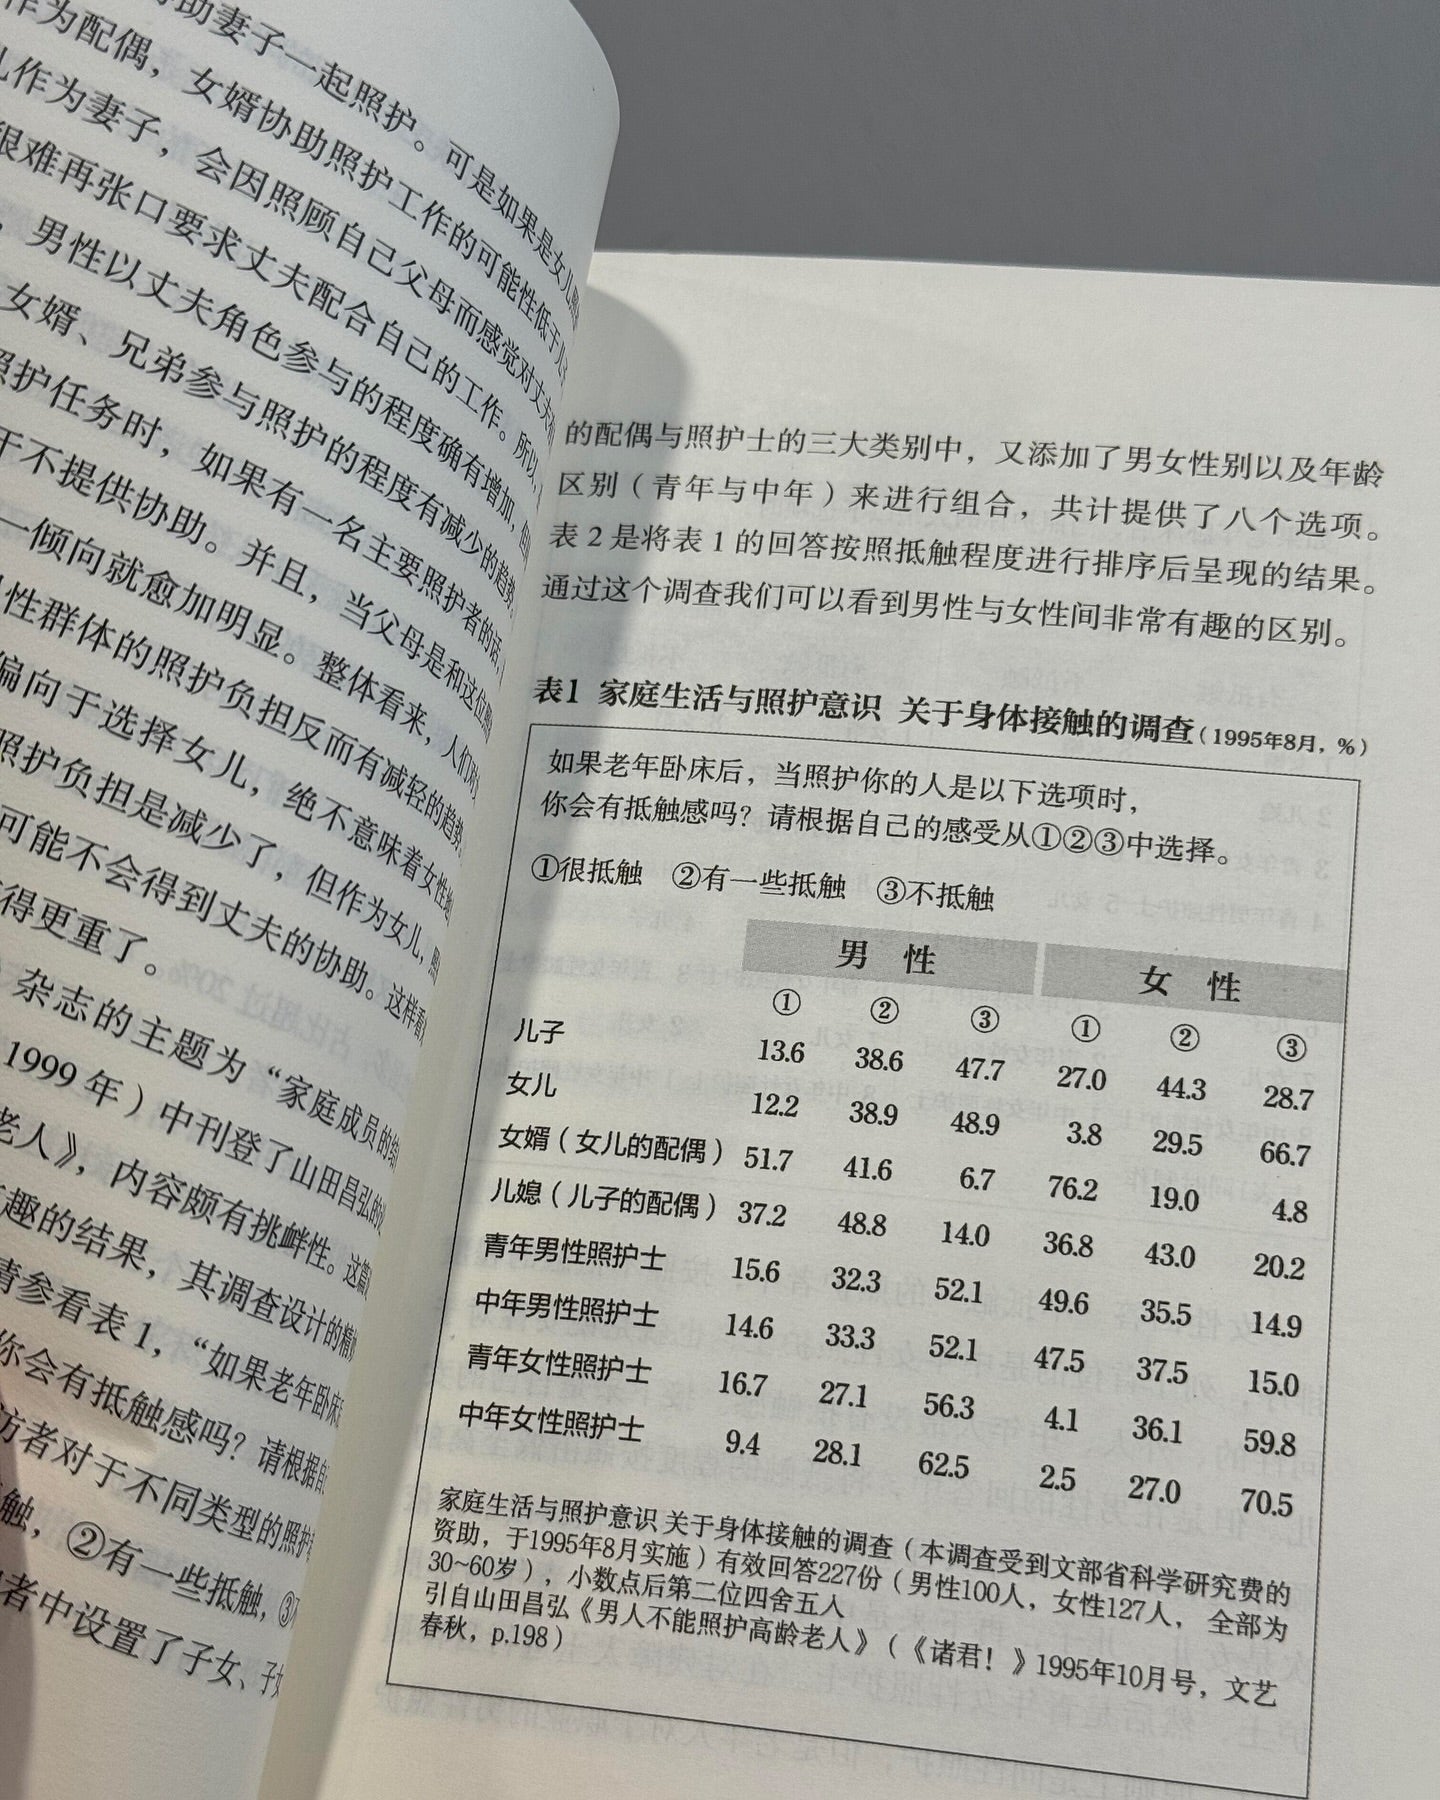 助妻子一起照护。可是如果是女儿照
作为配偶，女婿协助照护工作的可能性低于儿
儿作为妻子，会因照顾自己父母而感觉对丈夫
很难再张口要求丈夫配合自己的工作。所以，
，男性以丈夫角色参与的程度确有增加，但
女婿、兄弟参与照护的程度有减少的趋势。
照护任务时，如果有一名主要照护者的话，
于不提供协助。并且，当父母是和这位照
一倾向就愈加明显。整体看来，人们对
性群体的照护负担反而有减轻的趋势。
偏向于选择女儿，绝不意味着女性
照护负担是减少了，但作为女儿，照
可能不会得到丈夫的协助。这样看
得更重了。
杂志的主题为“家庭成员的
1999 年）中刊登了山田昌弘的
老人》，内容颇有挑衅性。这篇
趣的结果，其调查设计的精
请参看表 1，“如果老年卧床
你会有抵触感吗？请根据自
访者对于不同类型的照护
触，②有一些抵触，③
者中设置了子女、子女
的配偶与照护士的三大类别中，又添加了男女性别以及年龄
区别（青年与中年）来进行组合，共计提供了八个选项。
表 2 是将表 1 的回答按照抵触程度进行排序后呈现的结果。
通过这个调查我们可以看到男性与女性间非常有趣的区别。
表1 家庭生活与照护意识 关于身体接触的调查（1995年8月，%）
如果老年卧床后，当照护你的人是以下选项时，
你会有抵触感吗？请根据自己的感受从①②③中选择。
①很抵触 ②有一些抵触 ③不抵触
男 性 女 性
① ② ③ ① ② ③
儿子 13.6 38.6 47.7 27.0 44.3 28.7
女儿 12.2 38.9 48.9 3.8 29.5 66.7
女婿（女儿的配偶） 51.7 41.6 6.7 76.2 19.0 4.8
儿媳（儿子的配偶） 37.2 48.8 14.0 36.8 43.0 20.2
青年男性照护士 15.6 32.3 52.1 49.6 35.5 14.9
中年男性照护士 14.6 33.3 52.1 47.5 37.5 15.0
青年女性照护士 16.7 27.1 56.3 4.1 36.1 59.8
中年女性照护士 9.4 28.1 62.5 2.5 27.0 70.5
家庭生活与照护意识 关于身体接触的调查（本调查受到文部省科学研究费的
资助，于1995年8月实施）有效回答227份（男性100人，女性127人， 全部为
30~60岁），小数点后第二位四舍五入
引自山田昌弘《男人不能照护高龄老人》（《诸君！》1995年10月号，文艺
春秋，p.198）